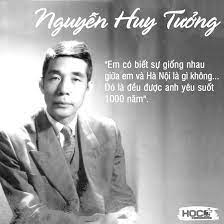 Nguyễn Huy Tưởng
"Em có biết sự giống nhau
giữa em và Hà Nội là gì không...
Đó là đều được anh yêu suốt
1000 năm".
HOC